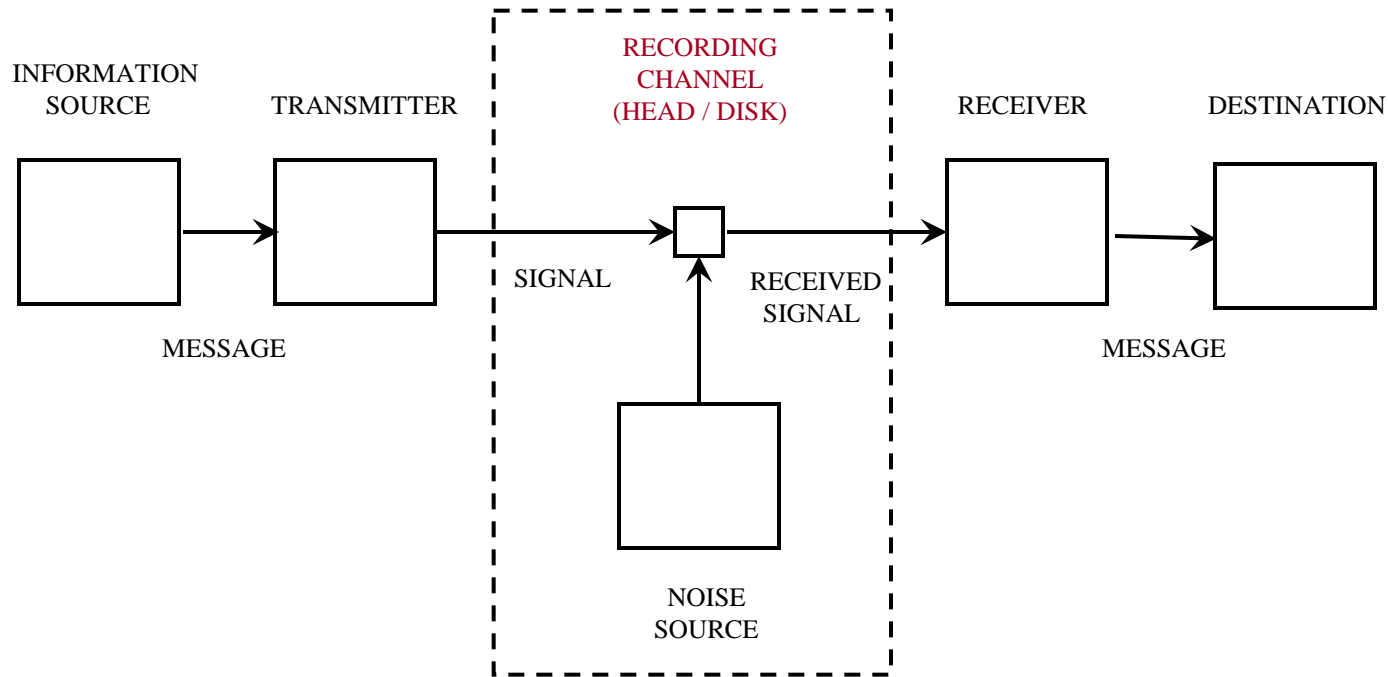 INFORMATION
SOURCE
TRANSMITTER
RECORDING
CHANNEL
(HEAD / DISK)
RECEIVER
DESTINATION
SIGNAL
RECEIVED
SIGNAL
MESSAGE
MESSAGE
NOISE
SOURCE